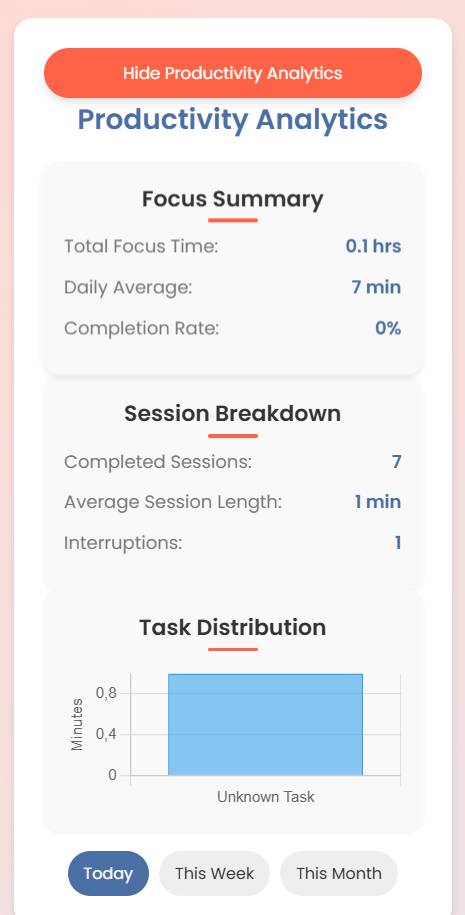 Hide Productivity Analytics
Productivity Analytics
Focus Summary
Total Focus Time: 0.1 hrs
Daily Average: 7 min
Completion Rate: 0%
Session Breakdown
Completed Sessions: 7
Average Session Length: 1 min
Interruptions: 1
Task Distribution
Minutes
0,8
0,4
0
Unknown Task
Today This Week This Month